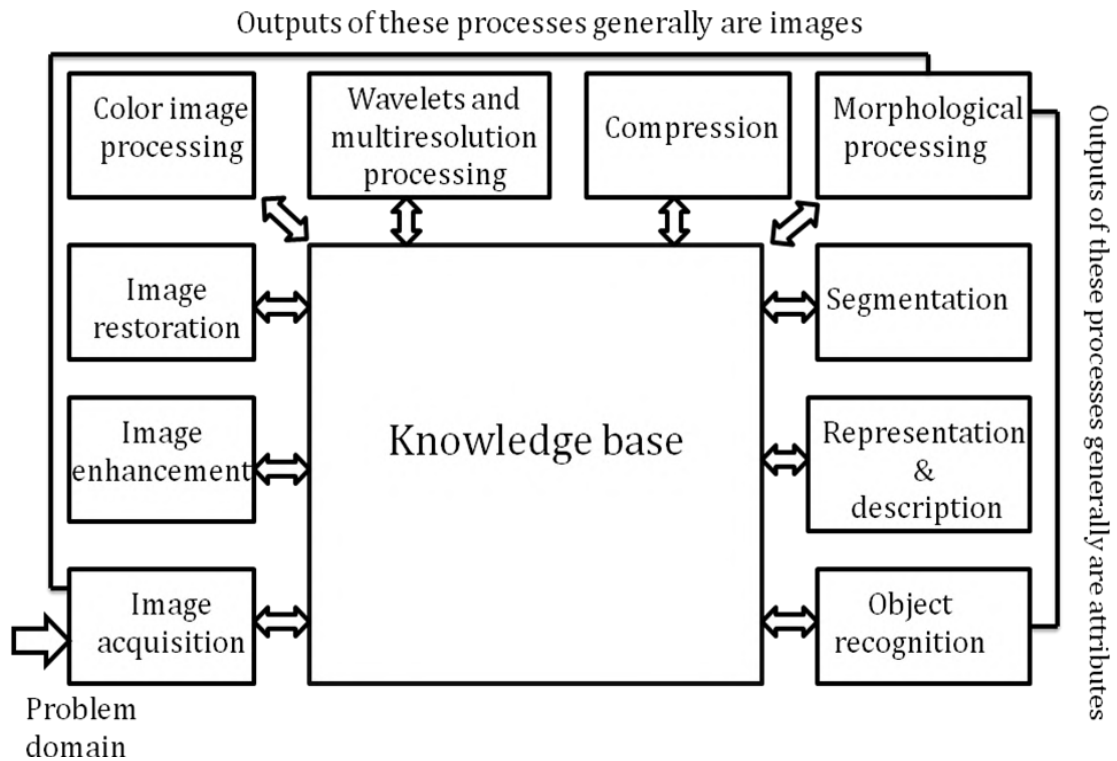 Outputs of these processes generally are images
Color image
processing
Wavelets and
multiresolution
processing
Compression
Morphological
processing
Outputs of these processes generally are attributes
Image
restoration
Segmentation
Image
enhancement
Knowledge base
Representation
&
description
Image
acquisition
Object
recognition
Problem
domain